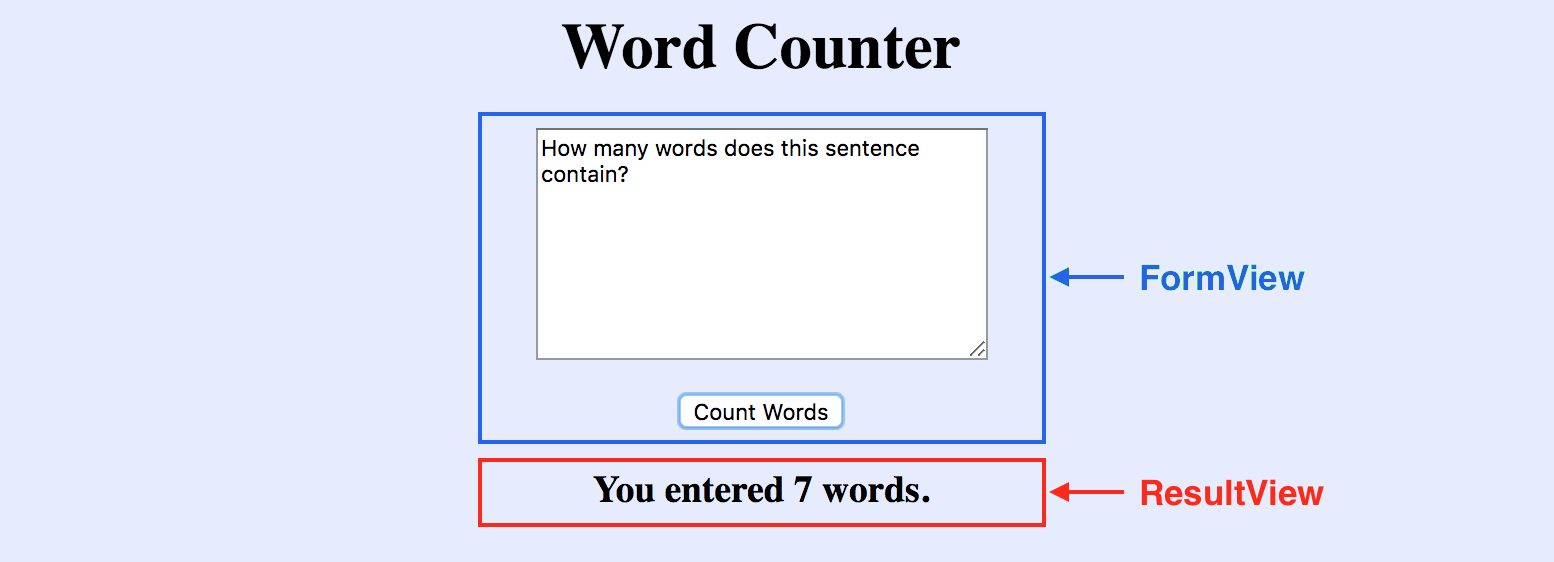 Word Counter
How many words does this sentence
contain?
FormView
Count Words
You entered 7 words.
ResultView